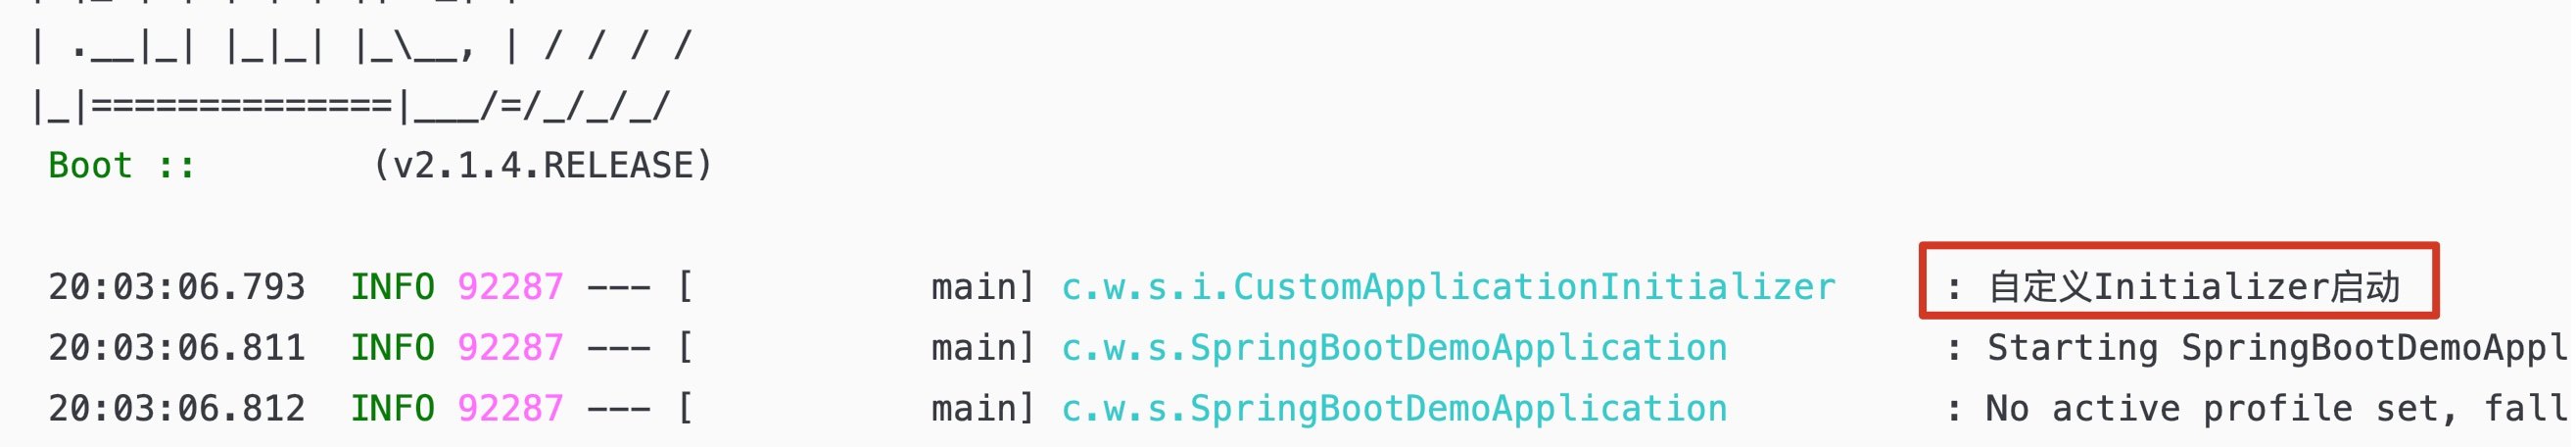 | .__|_| |_|_| |_\__, | / / / /
|_|==============|___/=/_/_/_/
Boot ::        (v2.1.4.RELEASE)
20:03:06.793  INFO 92287 --- [           main] c.w.s.i.CustomApplicationInitializer     : 自定义Initializer启动
20:03:06.811  INFO 92287 --- [           main] c.w.s.SpringBootDemoApplication          : Starting SpringBootDemoAppl
20:03:06.812  INFO 92287 --- [           main] c.w.s.SpringBootDemoApplication          : No active profile set, fall